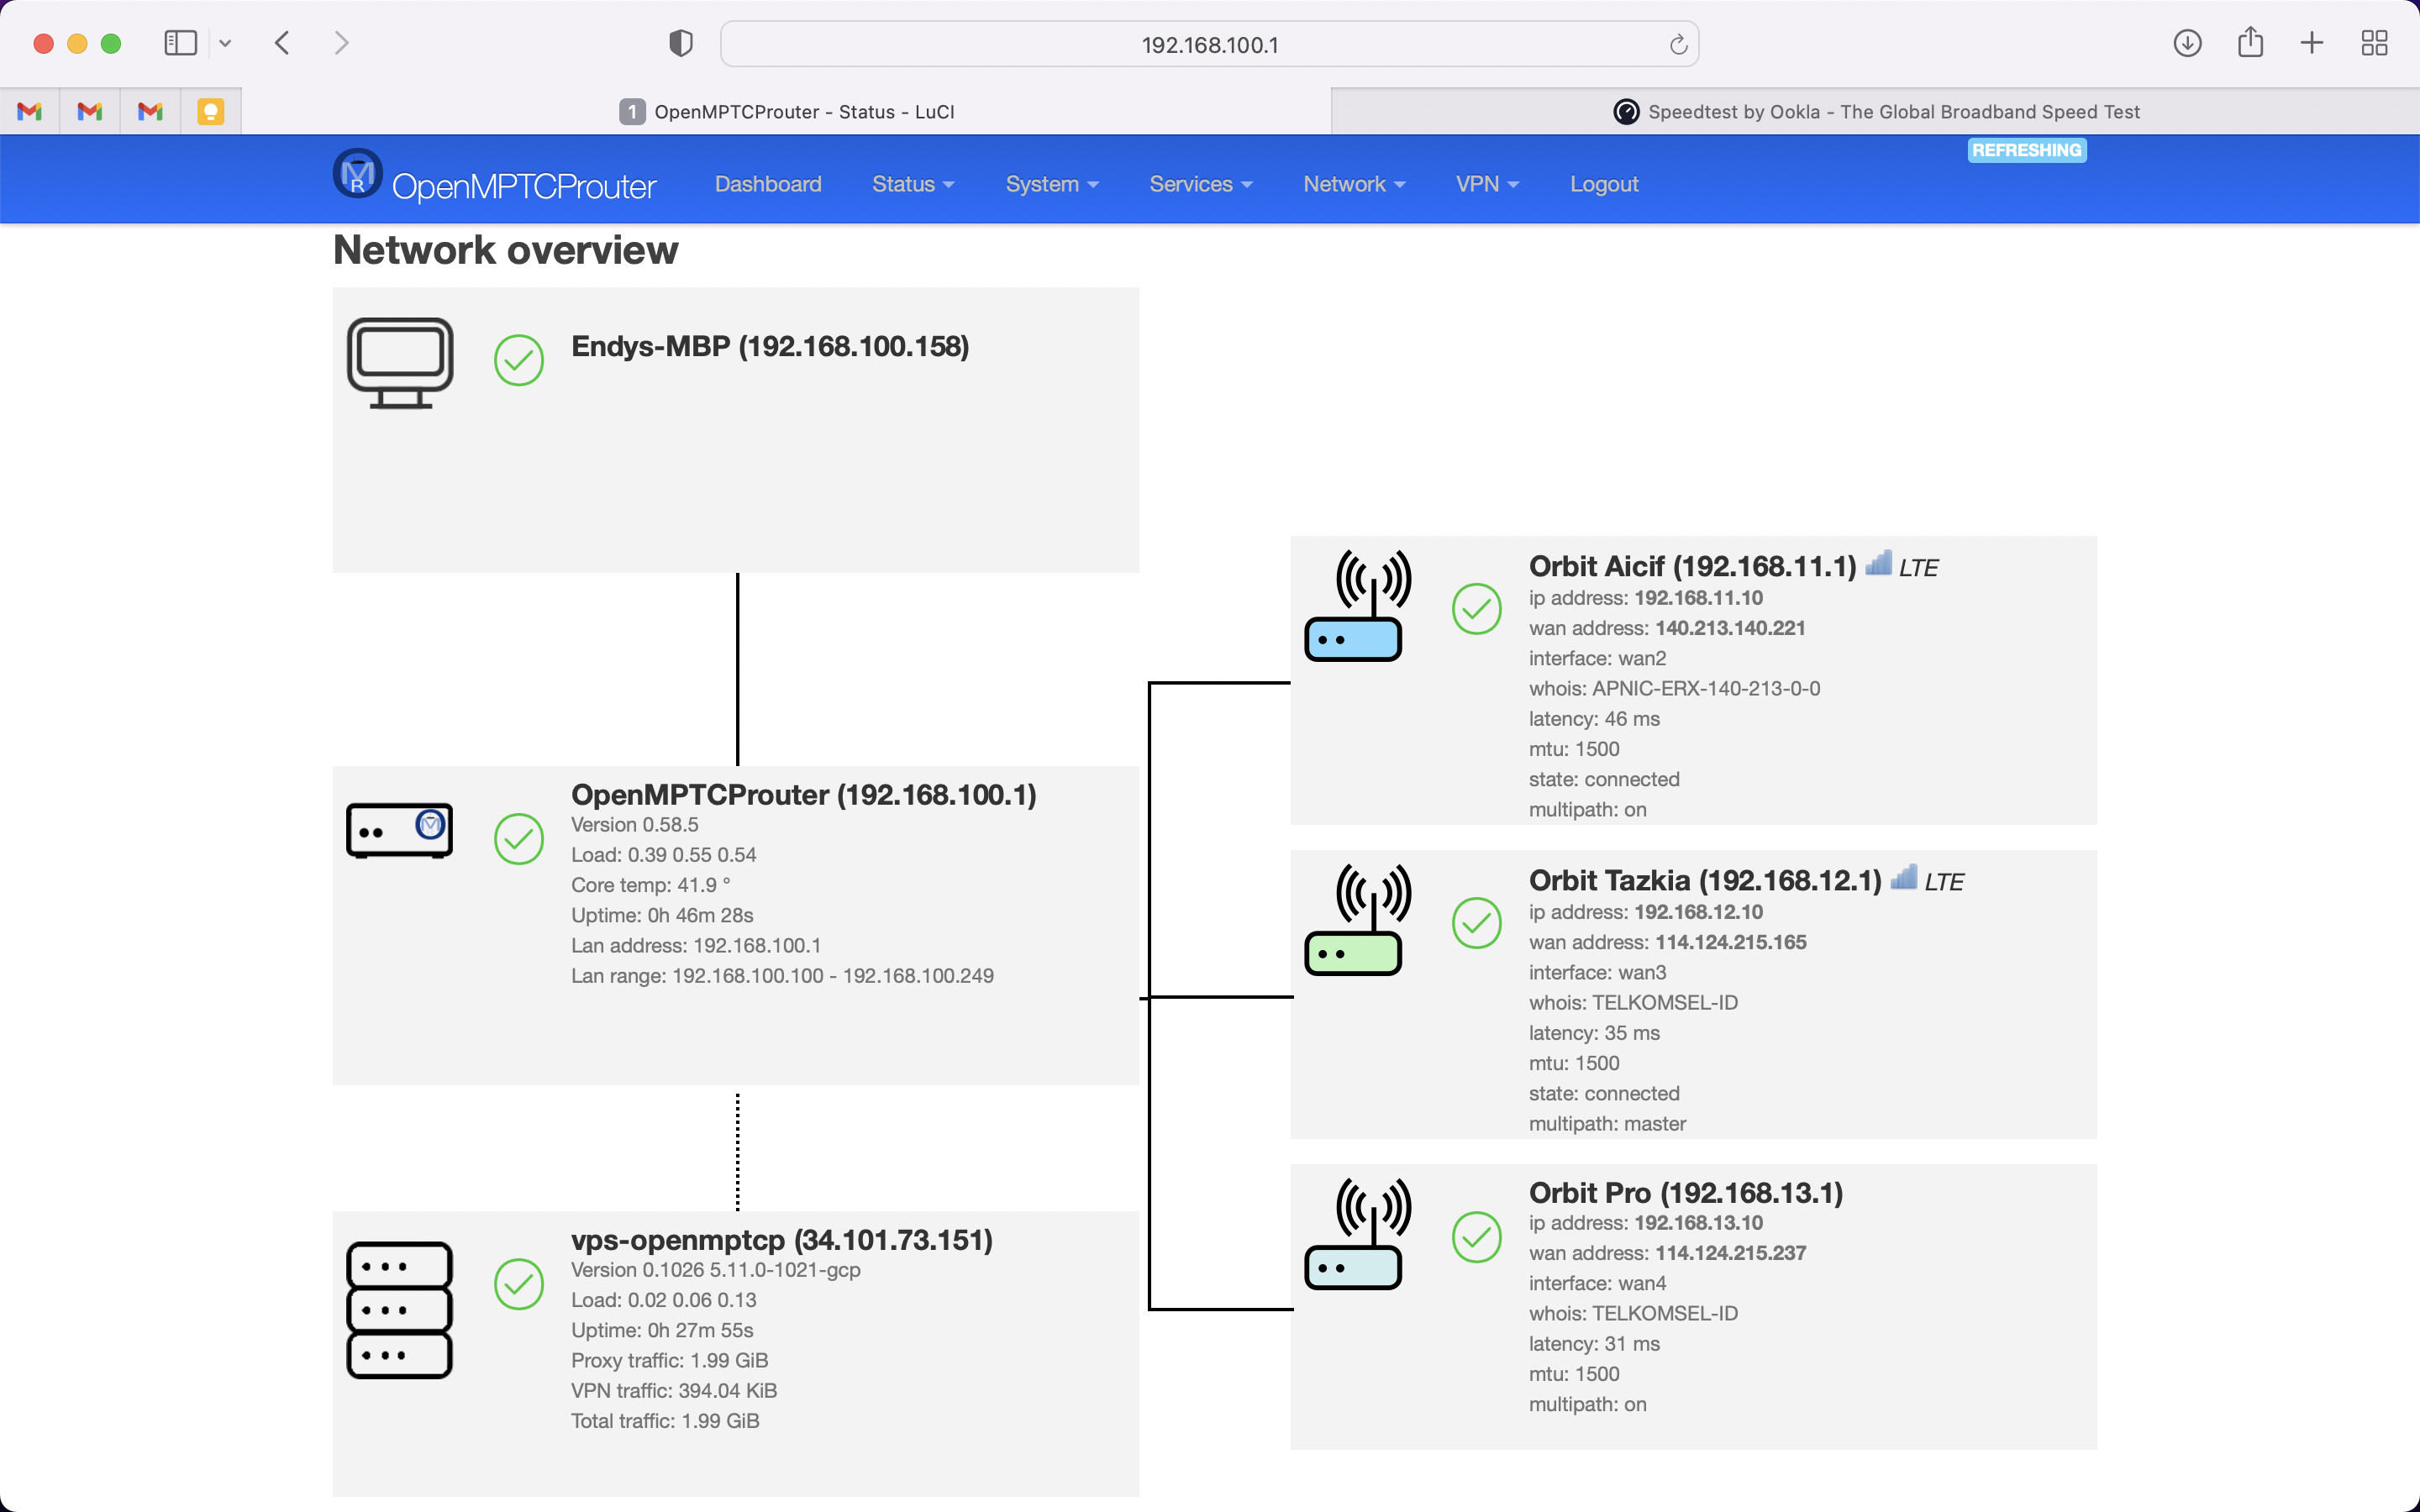 192.168.100.1
1 OpenMPTCProuter - Status - LuCI
Speedtest by Ookla - The Global Broadband Speed Test
REFRESHING
OpenMPTCProuter Dashboard Status System Services Network VPN Logout
Network overview
Endys-MBP (192.168.100.158)
OpenMPTCProuter (192.168.100.1)
Version 0.58.5
Load: 0.39 0.55 0.54
Core temp: 41.9 °
Uptime: 0h 46m 28s
Lan address: 192.168.100.1
Lan range: 192.168.100.100 - 192.168.100.249
vps-openmptcp (34.101.73.151)
Version 0.1026 5.11.0-1021-gcp
Load: 0.02 0.06 0.13
Uptime: 0h 27m 55s
Proxy traffic: 1.99 GiB
VPN traffic: 394.04 KiB
Total traffic: 1.99 GiB
Orbit Aicif (192.168.11.1) LTE
ip address: 192.168.11.10
wan address: 140.213.140.221
interface: wan2
whois: APNIC-ERX-140-213-0-0
latency: 46 ms
mtu: 1500
state: connected
multipath: on
Orbit Tazkia (192.168.12.1) LTE
ip address: 192.168.12.10
wan address: 114.124.215.165
interface: wan3
whois: TELKOMSEL-ID
latency: 35 ms
mtu: 1500
state: connected
multipath: master
Orbit Pro (192.168.13.1)
ip address: 192.168.13.10
wan address: 114.124.215.237
interface: wan4
whois: TELKOMSEL-ID
latency: 31 ms
mtu: 1500
multipath: on